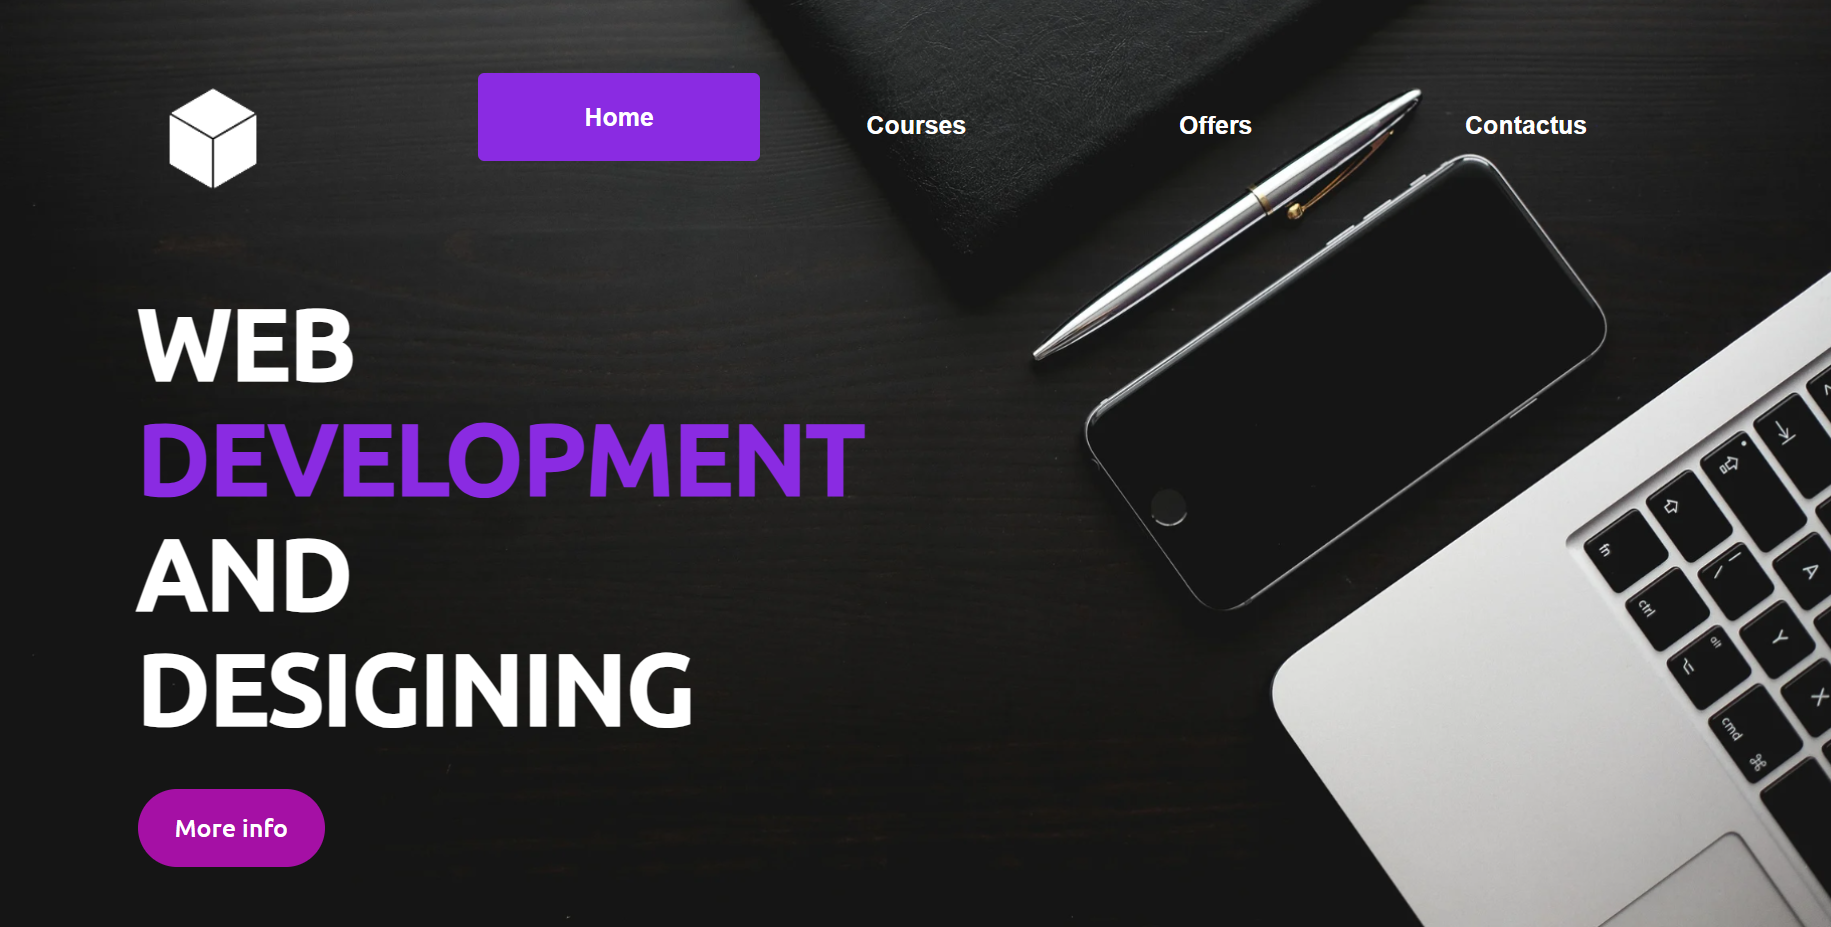 Home
Courses
Offers
Contactus
WEB
DEVELOPMENT
AND
DESIGINING
More info
fn
ctrl
alt
cmd
A
Y
X